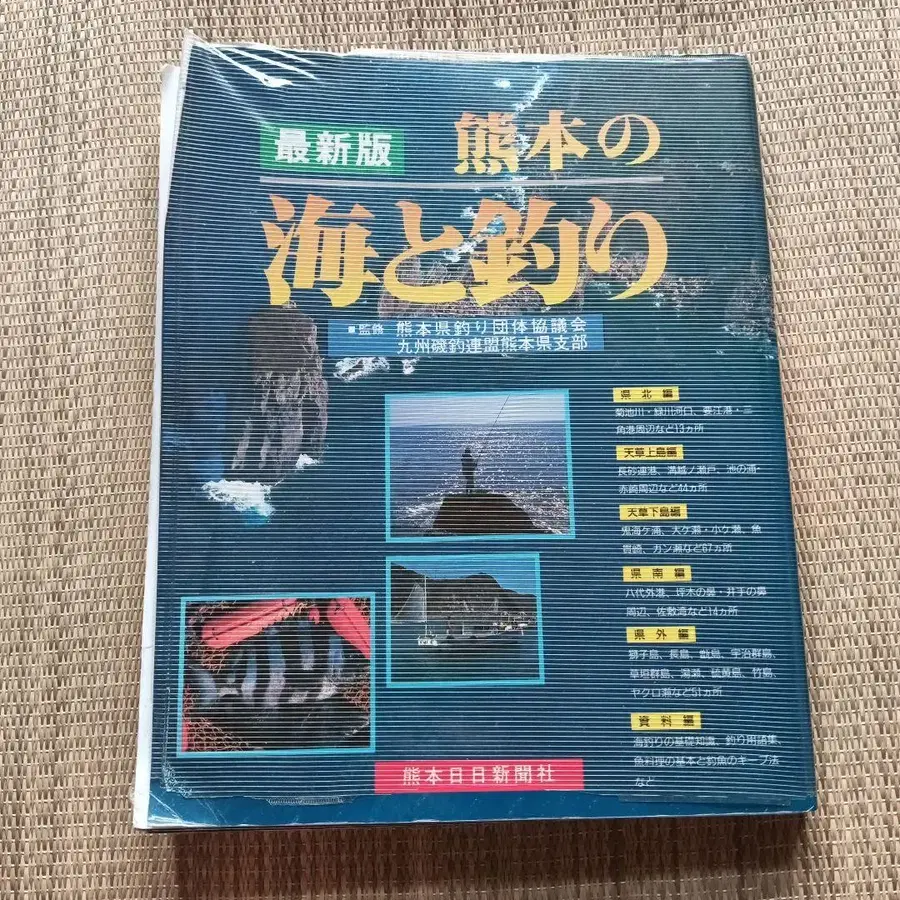 最新版
熊本の
海と釣り
■監修 熊本県釣り団体協議会
九州磯釣連盟熊本県支部
県北編
菊池川・緑川河口、要江港・三
角港周辺など13ヵ所
天草上島編
長砂連港、満越ノ瀬戸、池の浦・
赤崎周辺など44ヵ所
天草下島編
鬼海ケ浦、大ケ瀬・小ケ瀬、魚
貫崎、ガン瀬など67ヵ所
県南編
八代外港、坪木の鼻・井手の鼻
周辺、佐敷湾など14ヵ所
県外編
獅子島、長島、甑島、宇治群島、
草垣群島、湯瀬、硫黄島、竹島、
ヤクロ瀬など51ヵ所
資料編
海釣りの基礎知識、釣り用語集、
魚料理の基本と釣魚のキープ法
など
熊本日日新聞社